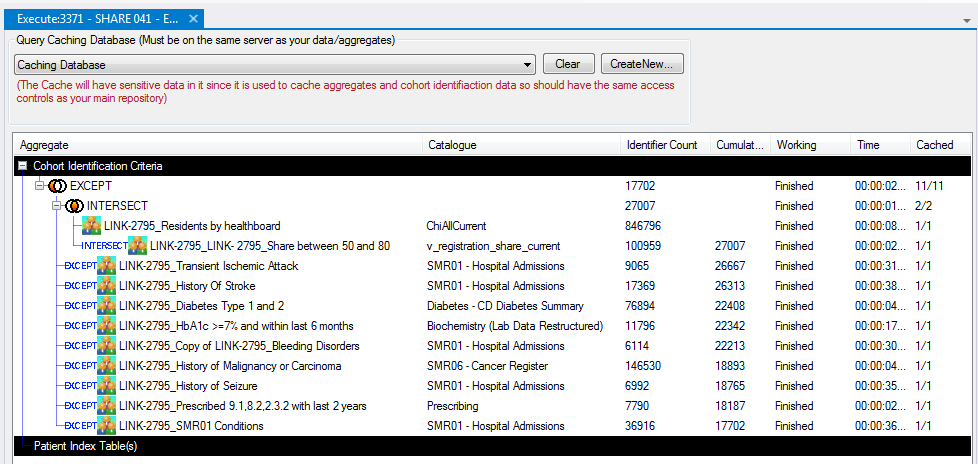 Execute:3371 - SHARE 041 - E...
Query Caching Database (Must be on the same server as your data/aggregates)
Caching Database Clear CreateNew...
(The Cache will have sensitive data in it since it is used to cache aggregates and cohort identifiaction data so should have the same access
controls as your main repository)
Aggregate Catalogue Identifier Count Cumulat... Working Time Cached
Cohort Identification Criteria
EXCEPT 17702 Finished 00:00:02... 11/11
INTERSECT 27007 Finished 00:00:01... 2/2
LINK-2795_Residents by healthboard ChiAllCurrent 846796 Finished 00:00:08... 1/1
INTERSECT LINK-2795_LINK- 2795_Share between 50 and 80 v_registration_share_current 100959 27007 Finished 00:00:02... 1/1
EXCEPT LINK-2795_Transient Ischemic Attack SMR01 - Hospital Admissions 9065 26667 Finished 00:00:31... 1/1
EXCEPT LINK-2795_History Of Stroke SMR01 - Hospital Admissions 17369 26313 Finished 00:00:38... 1/1
EXCEPT LINK-2795_Diabetes Type 1 and 2 Diabetes - CD Diabetes Summary 76894 22408 Finished 00:00:04... 1/1
EXCEPT LINK-2795_HbA1c >=7% and within last 6 months Biochemistry (Lab Data Restructured) 11796 22342 Finished 00:00:17... 1/1
EXCEPT LINK-2795_Copy of LINK-2795_Bleeding Disorders SMR01 - Hospital Admissions 6114 22213 Finished 00:00:30... 1/1
EXCEPT LINK-2795_History of Malignancy or Carcinoma SMR06 - Cancer Register 146530 18893 Finished 00:00:04... 1/1
EXCEPT LINK-2795_History of Seizure SMR01 - Hospital Admissions 6992 18765 Finished 00:00:35... 1/1
EXCEPT LINK-2795_Prescribed 9.1,8.2,2.3.2 with last 2 years Prescribing 7790 18187 Finished 00:00:02... 1/1
EXCEPT LINK-2795_SMR01 Conditions SMR01 - Hospital Admissions 36916 17702 Finished 00:00:36... 1/1
Patient Index Table(s)